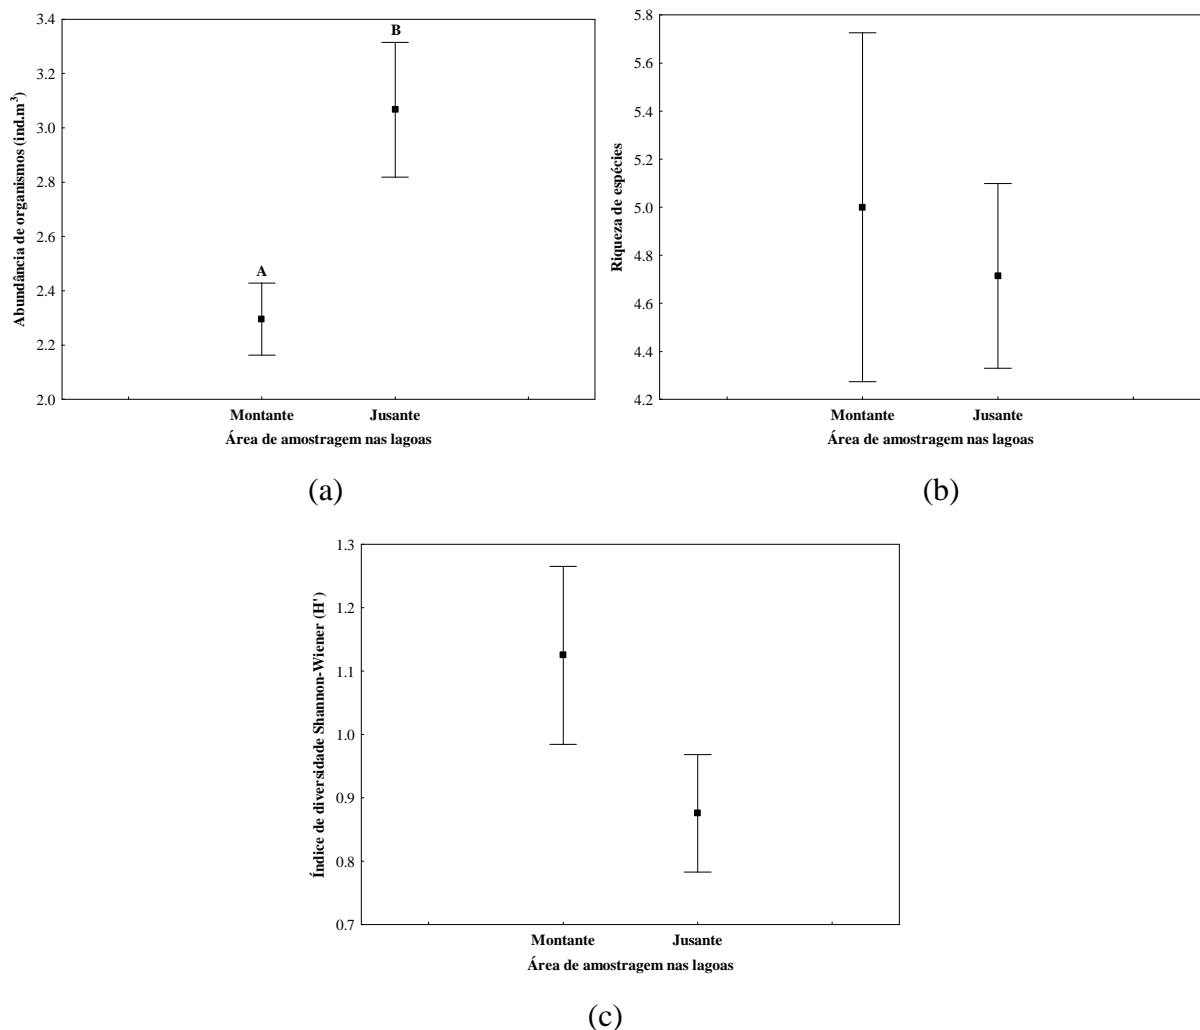 3.4
3.2
3.0
2.8
2.6
2.4
2.2
2.0
Abundância de organismos (ind.m-3)
A
B
Montante Jusante
Área de amostragem nas lagoas
(a)
5.8
5.6
5.4
5.2
5.0
4.8
4.6
4.4
4.2
Riqueza de espécies
Montante Jusante
Área de amostragem nas lagoas
(b)
1.3
1.2
1.1
1.0
0.9
0.8
0.7
Índice de diversidade Shannon-Wiener (H')
Montante Jusante
Área de amostragem nas lagoas
(c)